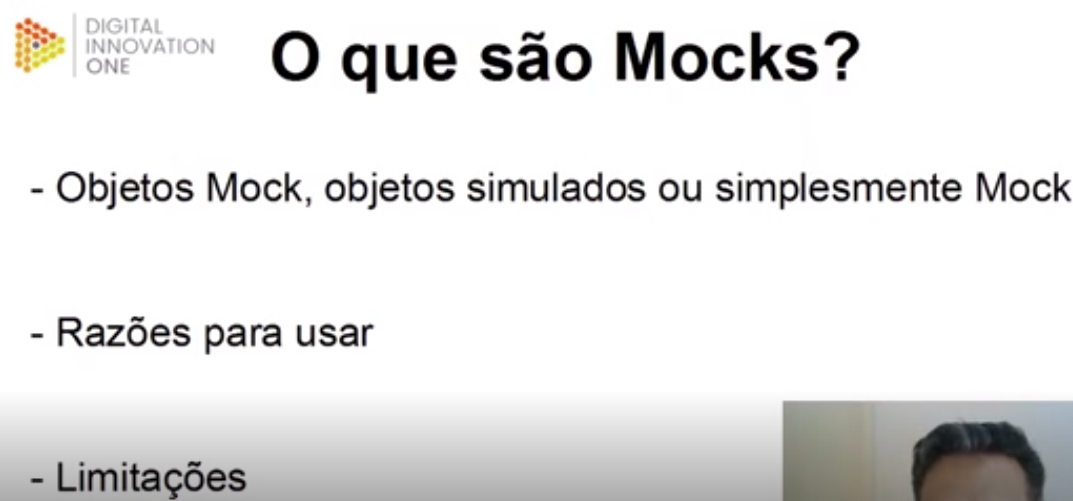 DIGITAL
INNOVATION
ONE
O que são Mocks?
- Objetos Mock, objetos simulados ou simplesmente Mock
- Razões para usar
- Limitações